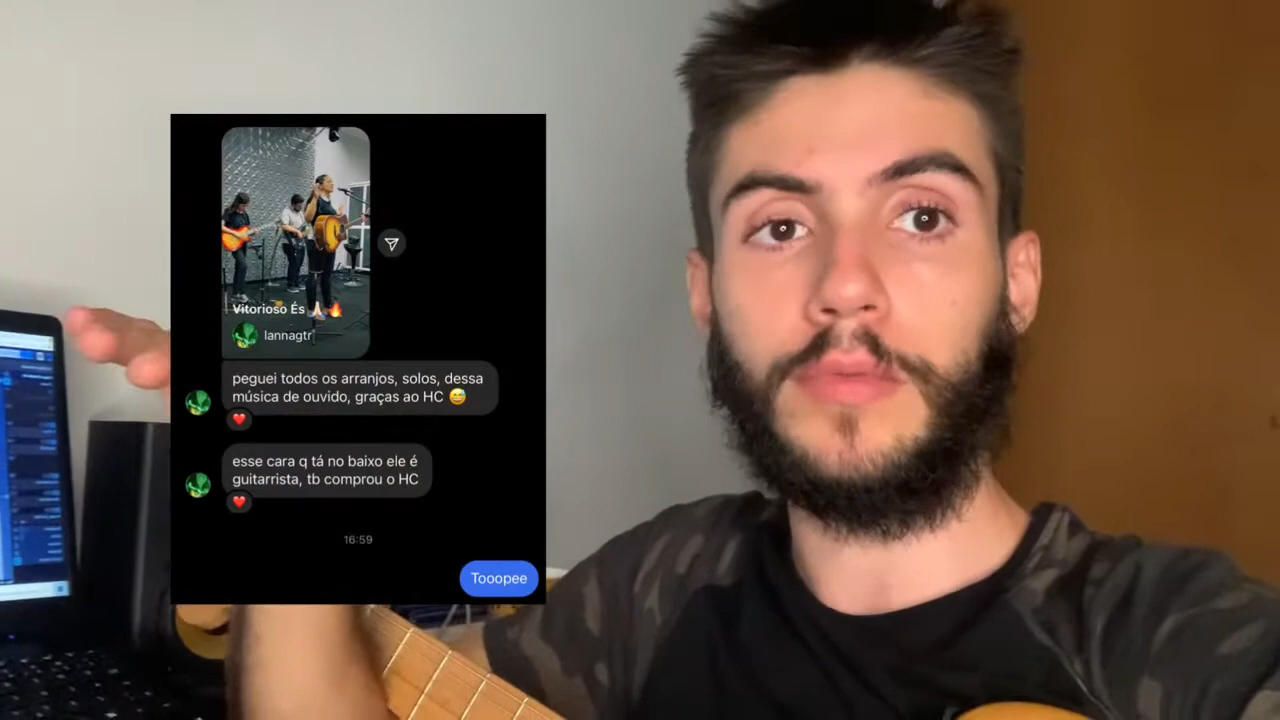 Vitorioso És 🙏🏻🔥
lannagtr
peguei todos os arranjos, solos, dessa
música de ouvido, graças ao HC 😅
❤️
esse cara q tá no baixo ele é
guitarrista, tb comprou o HC
❤️
16:59
Tooopee